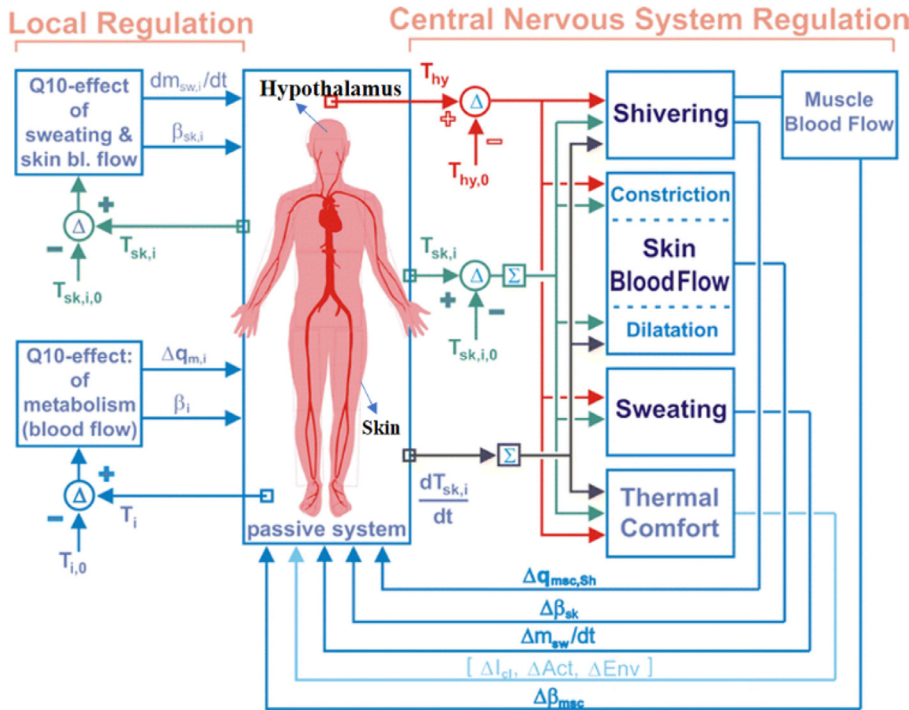 Local Regulation
Central Nervous System Regulation
Q10-effect
of
sweating &
skin bl. flow
dm_sw,i/dt
β_sk,i
+
−
Δ
T_sk,i
T_sk,i,0
Q10-effect:
of
metabolism
(blood flow)
Δq_m,i
β_i
+
−
Δ
T_i
T_i,0
Hypothalamus
Skin
passive system
T_hy
Δ
+
−
T_hy,0
T_sk,i
Δ
Σ
+
−
T_sk,i,0
Σ
dT_sk,i
dt
Shivering
Muscle
Blood Flow
Constriction
Skin
Blood Flow
Dilatation
Sweating
Thermal
Comfort
Δq_msc,Sh
Δβ_sk
Δm_sw/dt
[ ΔI_cl, ΔAct, ΔEnv ]
Δβ_msc